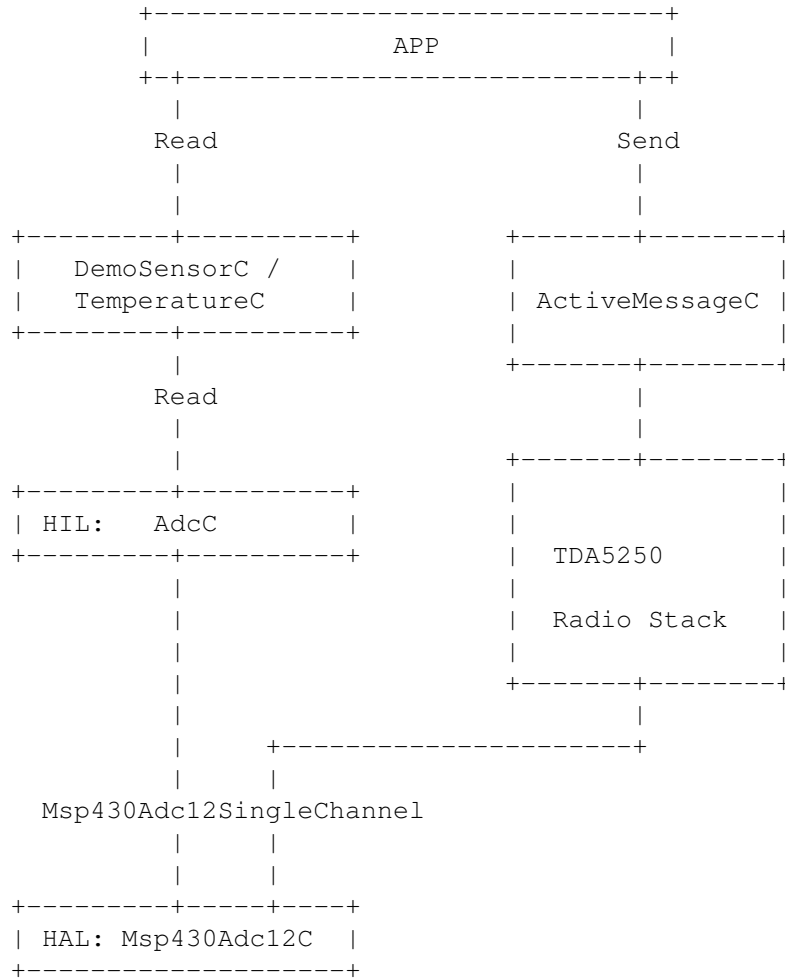 APP
Read Send
DemoSensorC /
TemperatureC
ActiveMessageC
Read
HIL: AdcC
TDA5250
Radio Stack
Msp430Adc12SingleChannel
HAL: Msp430Adc12C